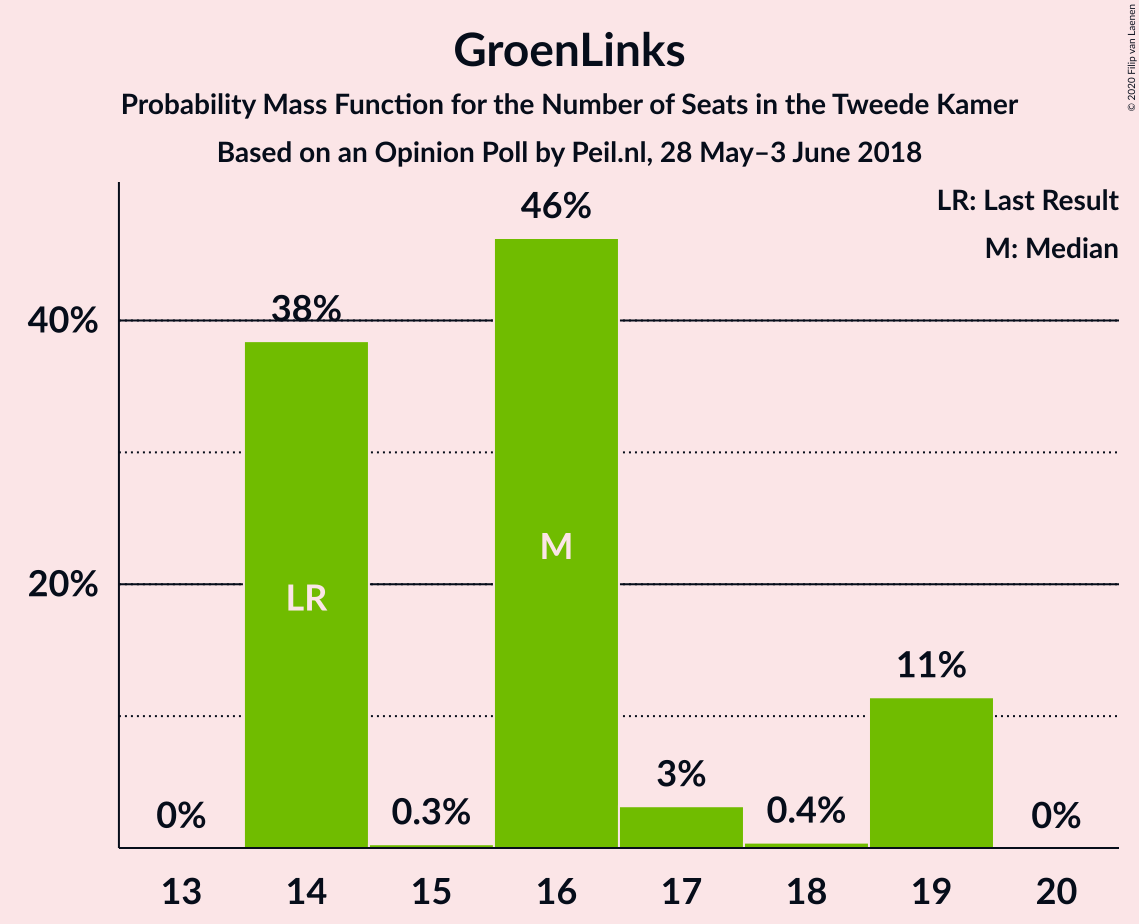 GroenLinks
Probability Mass Function for the Number of Seats in the Tweede Kamer
Based on an Opinion Poll by Peil.nl, 28 May–3 June 2018
© 2020 Filip van Laenen
LR: Last Result
M: Median
40%
20%
0%
38%
0.3%
46%
3%
0.4%
11%
0%
LR
M
13 14 15 16 17 18 19 20